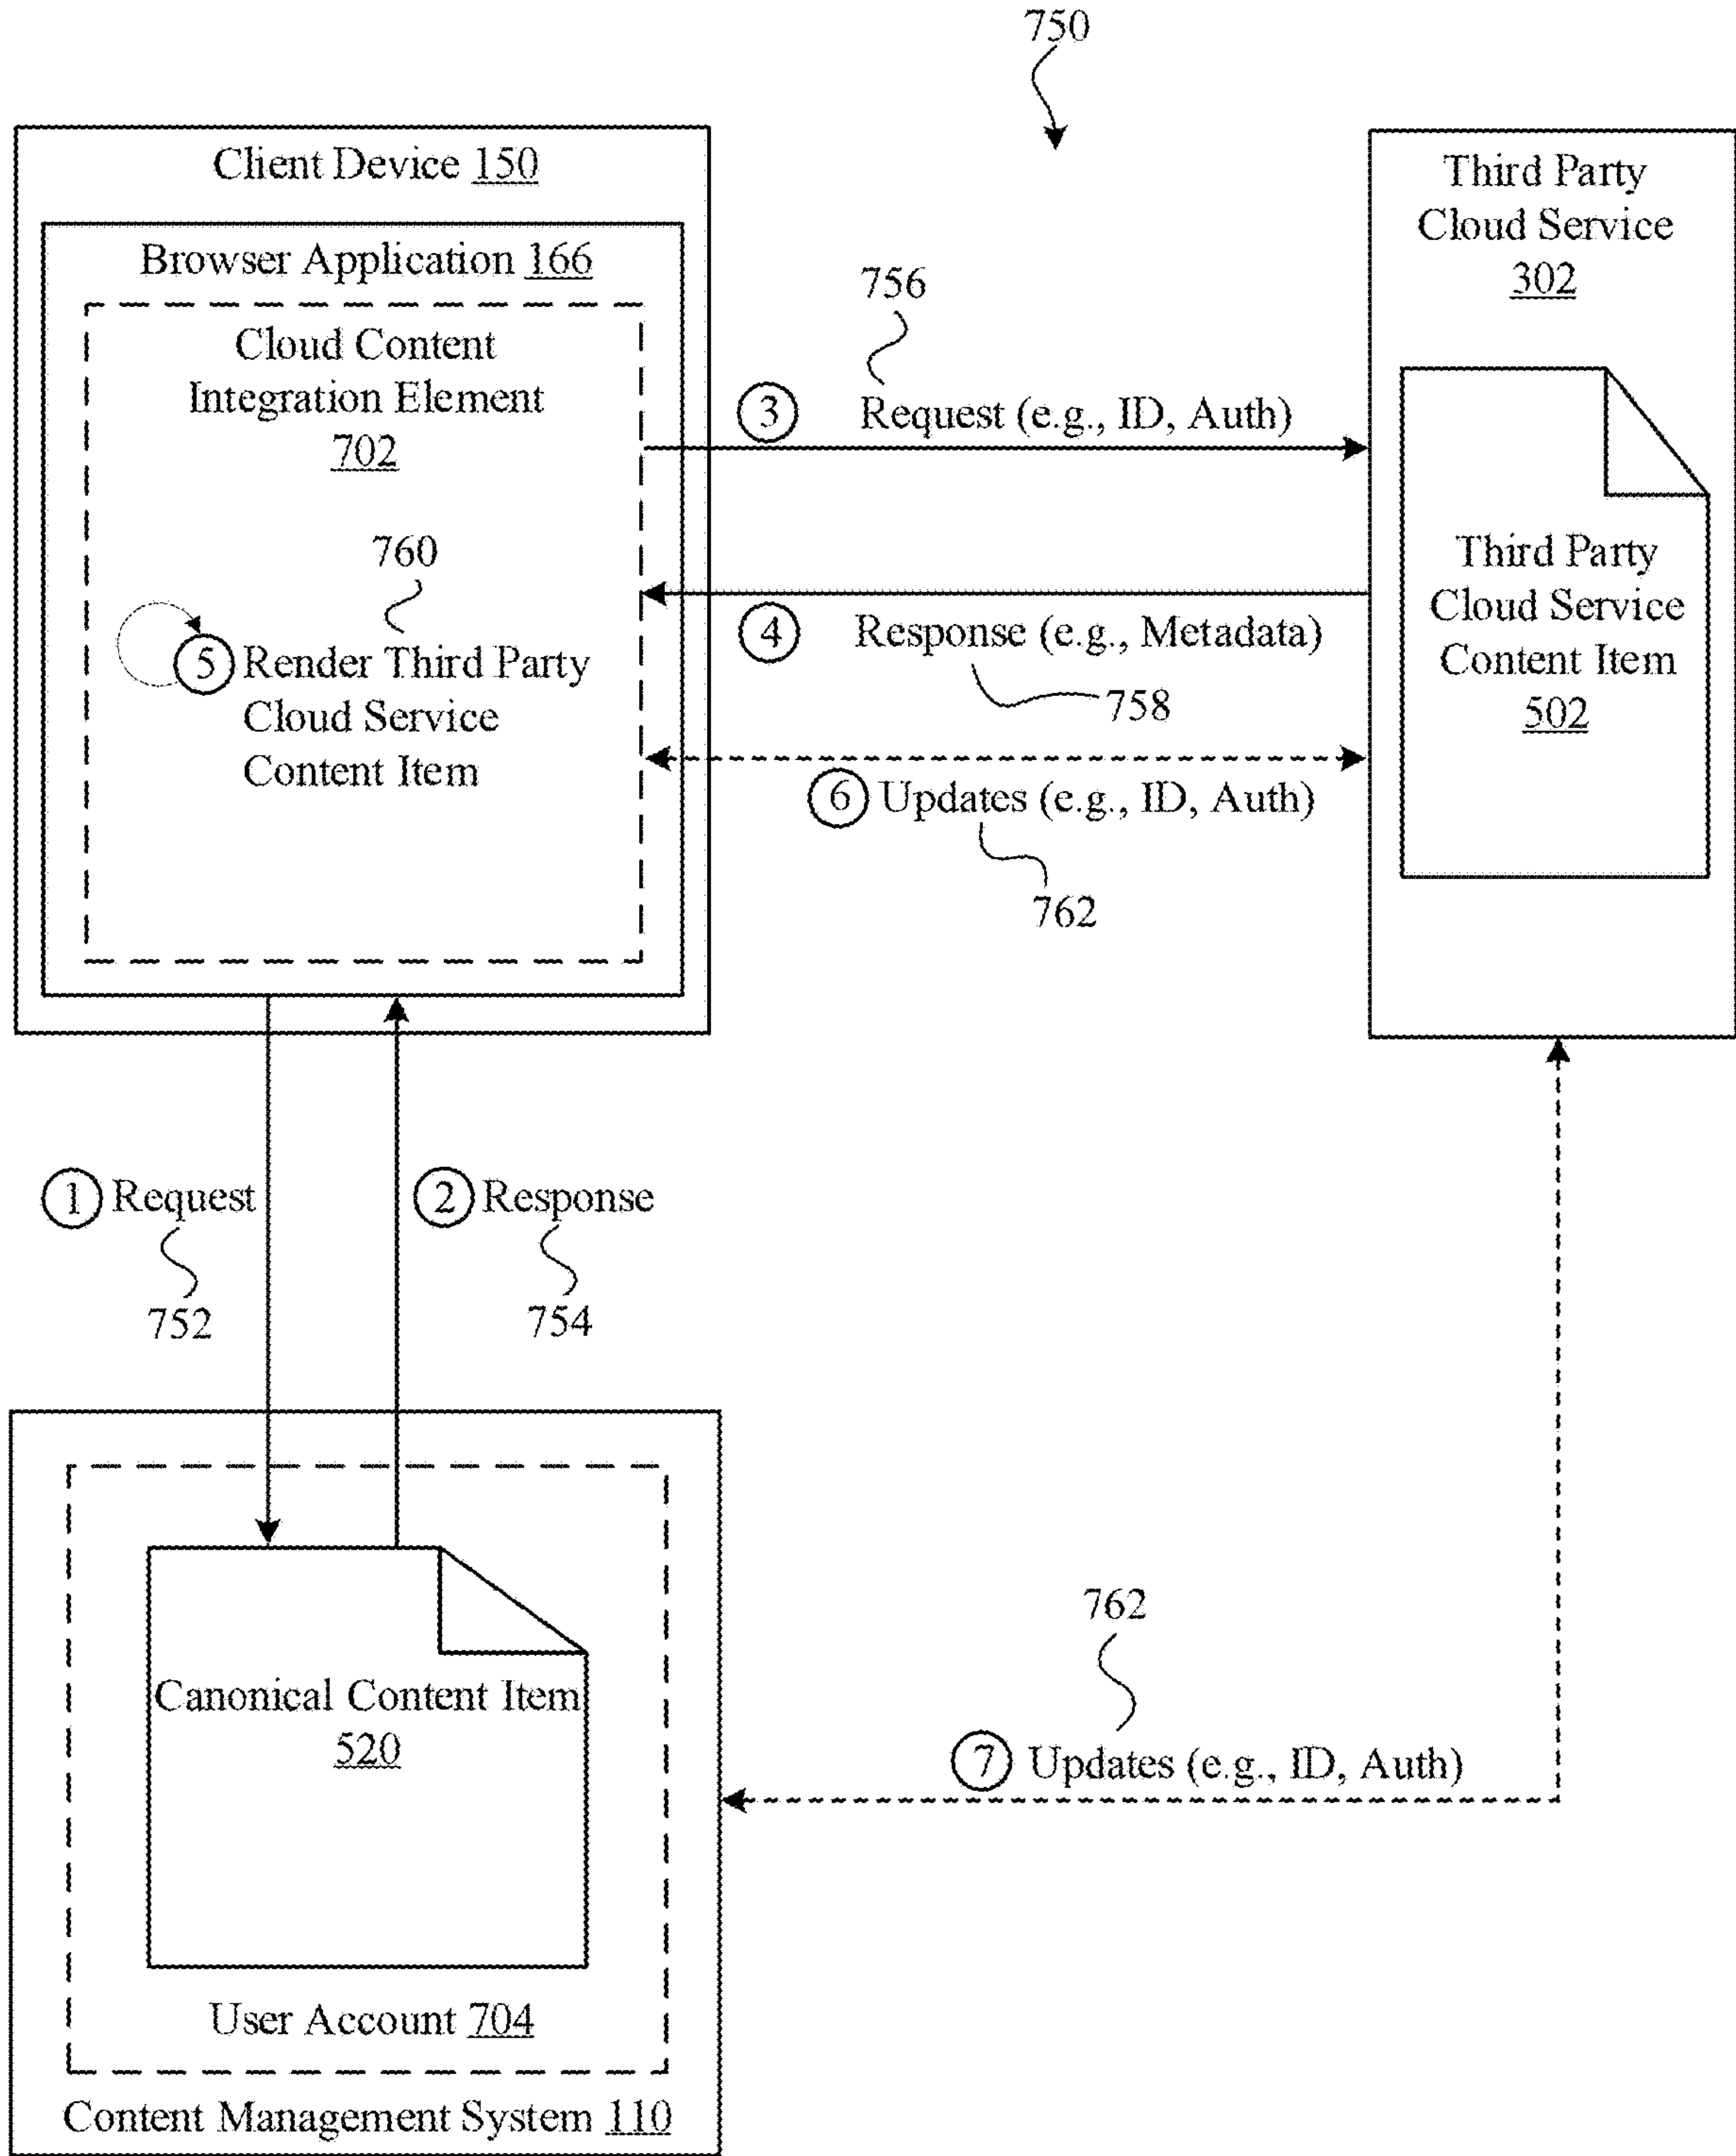 750
Client Device 150
Browser Application 166
Cloud Content
Integration Element
702
760
5 Render Third Party
Cloud Service
Content Item
Third Party
Cloud Service
302
756
3 Request (e.g., ID, Auth)
4 Response (e.g., Metadata)
758
6 Updates (e.g., ID, Auth)
762
Third Party
Cloud Service
Content Item
502
1 Request
752
2 Response
754
Canonical Content Item
520
User Account 704
Content Management System 110
762
7 Updates (e.g., ID, Auth)